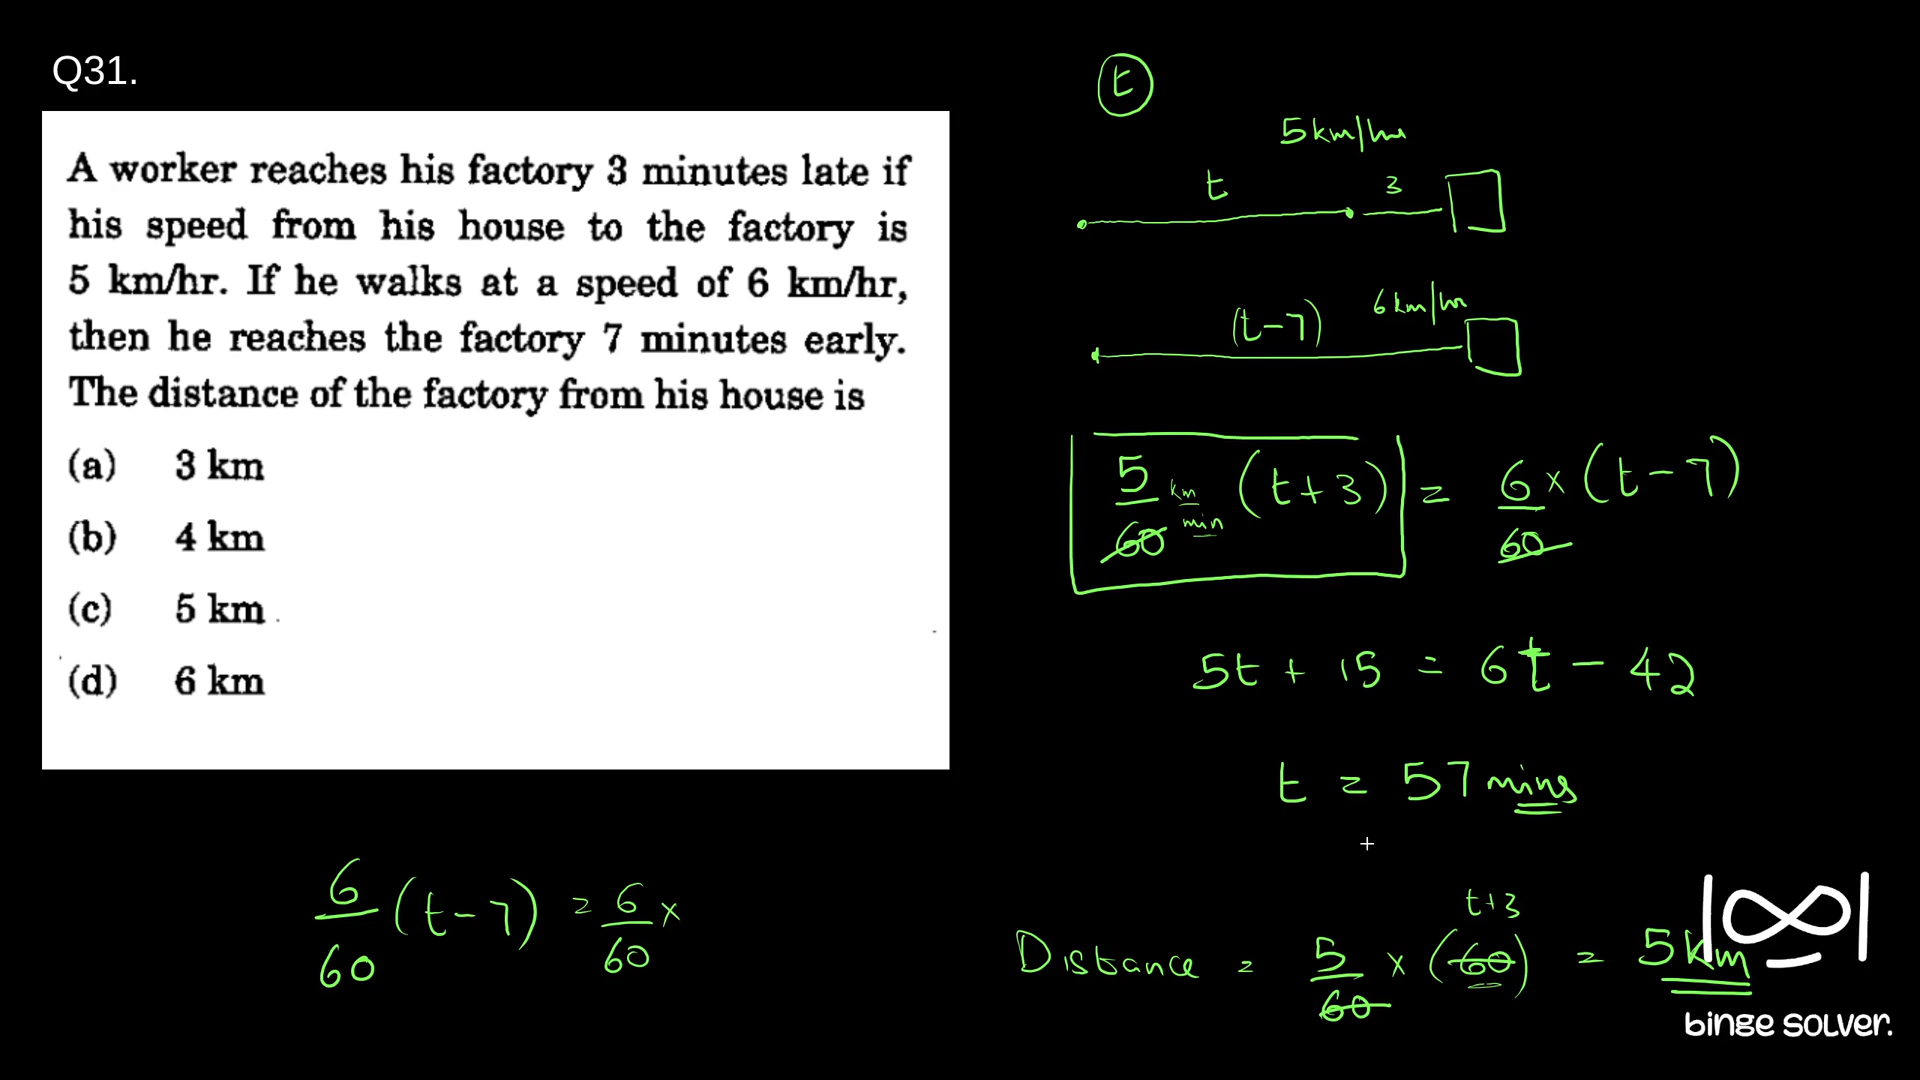 Q31.
A worker reaches his factory 3 minutes late if
his speed from his house to the factory is
5 km/hr. If he walks at a speed of 6 km/hr,
then he reaches the factory 7 minutes early.
The distance of the factory from his house is
(a) 3 km
(b) 4 km
(c) 5 km
(d) 6 km
t
5km/hr
t 3
(t-7) 6km/hr
5/60 km/min (t+3) = 6/60 × (t-7)
5t + 15 = 6t - 42
t = 57 mins
6/60 (t-7) = 6/60 ×
t+3
Distance = 5/60 × (60) = 5km
binge solver.